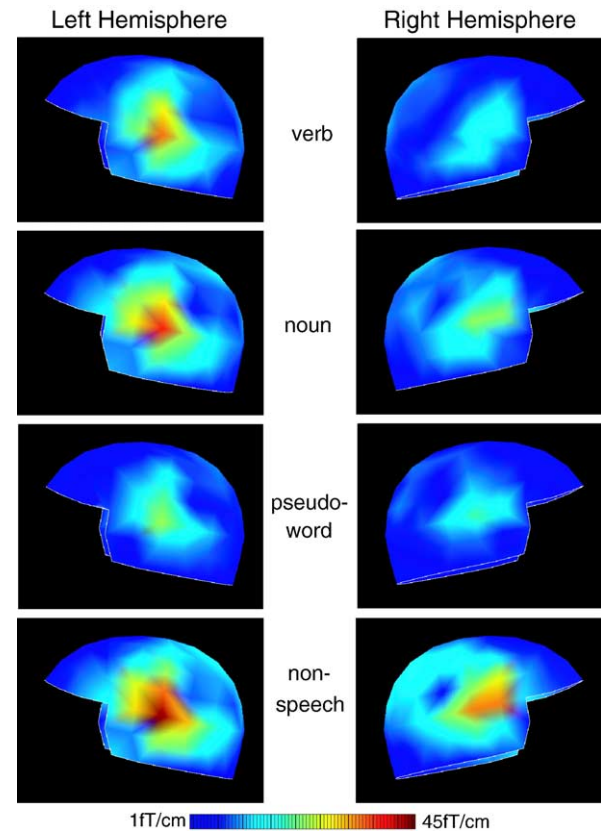 Left Hemisphere
Right Hemisphere
verb
noun
pseudo-
word
non-
speech
1fT/cm
45fT/cm